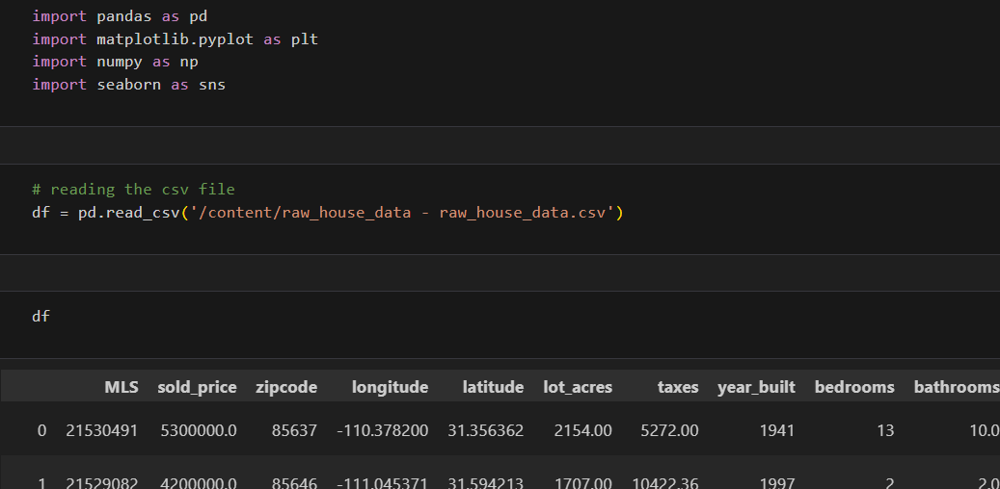 import pandas as pd
import matplotlib.pyplot as plt
import numpy as np
import seaborn as sns
# reading the csv file
df = pd.read_csv('/content/raw_house_data - raw_house_data.csv')
df
MLS sold_price zipcode longitude latitude lot_acres taxes year_built bedrooms bathrooms
0 21530491 5300000.0 85637 -110.378200 31.356362 2154.00 5272.00 1941 13 10.0
1 21529082 4200000.0 85646 -111.045371 31.594213 1707.00 10422.36 1997 2 2.0